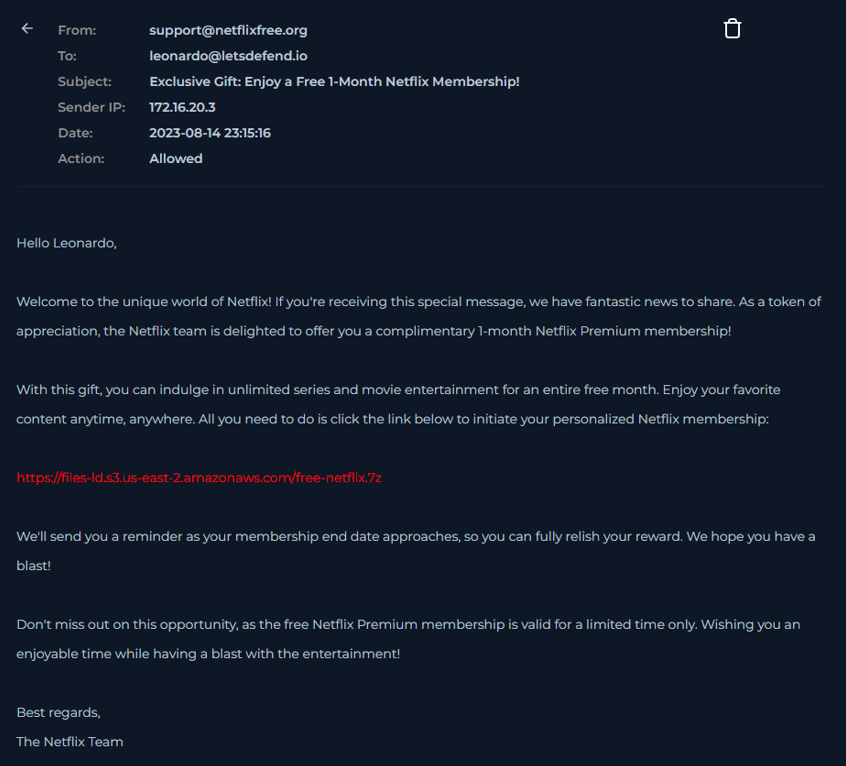 From: support@netflixfree.org
To: leonardo@letsdefend.io
Subject: Exclusive Gift: Enjoy a Free 1-Month Netflix Membership!
Sender IP: 172.16.20.3
Date: 2023-08-14 23:15:16
Action: Allowed
Hello Leonardo,
Welcome to the unique world of Netflix! If you're receiving this special message, we have fantastic news to share. As a token of
appreciation, the Netflix team is delighted to offer you a complimentary 1-month Netflix Premium membership!
With this gift, you can indulge in unlimited series and movie entertainment for an entire free month. Enjoy your favorite
content anytime, anywhere. All you need to do is click the link below to initiate your personalized Netflix membership:
https://files-ld.s3.us-east-2.amazonaws.com/free-netflix.7z
We'll send you a reminder as your membership end date approaches, so you can fully relish your reward. We hope you have a
blast!
Don't miss out on this opportunity, as the free Netflix Premium membership is valid for a limited time only. Wishing you an
enjoyable time while having a blast with the entertainment!
Best regards,
The Netflix Team